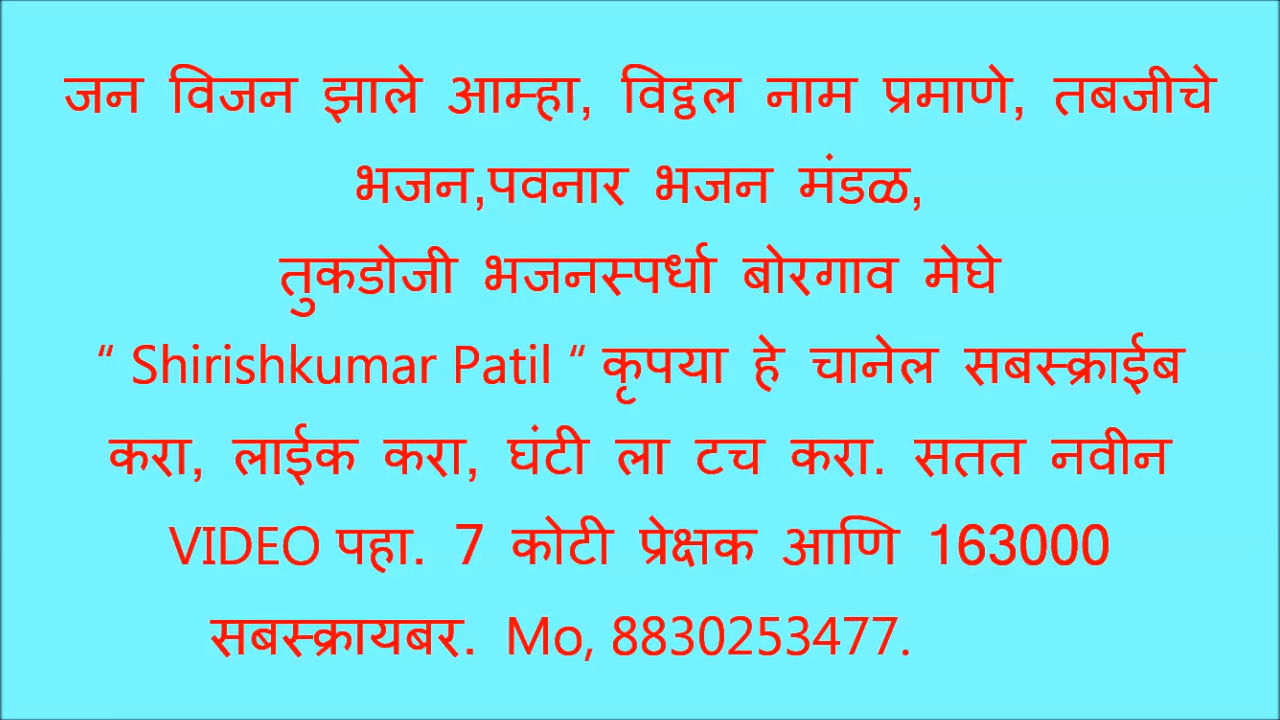 जन विजन झाले आम्हा, विठ्ठल नाम प्रमाणे, तबजीचे
भजन,पवनार भजन मंडळ,
तुकडोजी भजनस्पर्धा बोरगाव मेघे
“ Shirishkumar Patil “ कृपया हे चानेल सबस्क्राईब
करा, लाईक करा, घंटी ला टच करा. सतत नवीन
VIDEO पहा. 7 कोटी प्रेक्षक आणि 163000
सबस्क्रायबर. Mo, 8830253477.